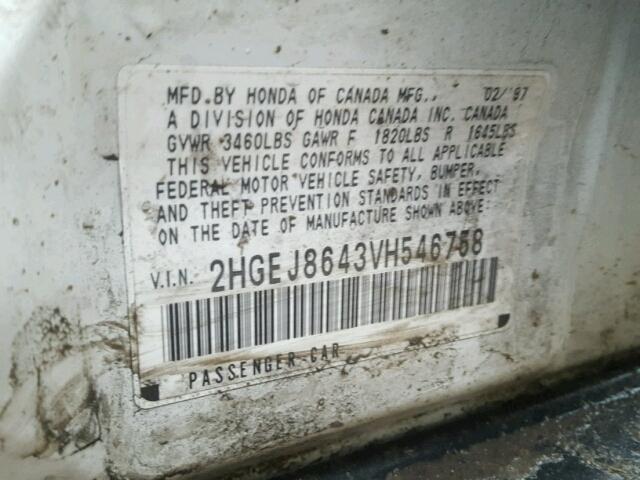 MFD. BY HONDA OF CANADA MFG.. 02/ 97
A DIVISION OF HONDA CANADA INC. CANADA
GVWR 3460LBS GAWR F 1820LBS R 1645LBS
THIS VEHICLE CONFORMS TO ALL APPLICABLE
FEDERAL MOTOR VEHICLE SAFETY, BUMPER,
AND THEFT PREVENTION STANDARDS IN EFFECT
ON THE DATE OF MANUFACTURE SHOWN ABOVE.
V.I.N. 2HGEJ8643VH546758
PASSENGER CAR